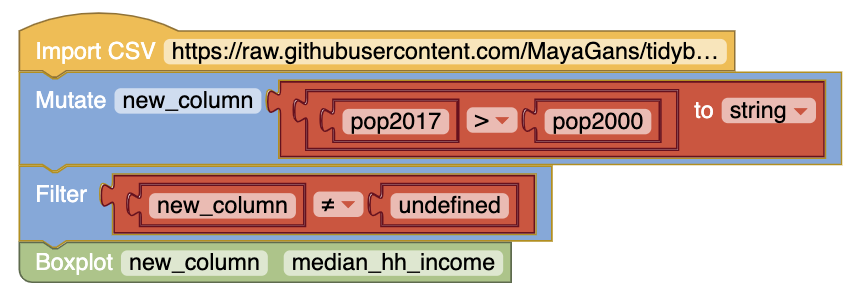 Import CSV https://raw.githubusercontent.com/MayaGans/tidyb…
Mutate new_column pop2017 > pop2000 to string
Filter new_column ≠ undefined
Boxplot new_column median_hh_income